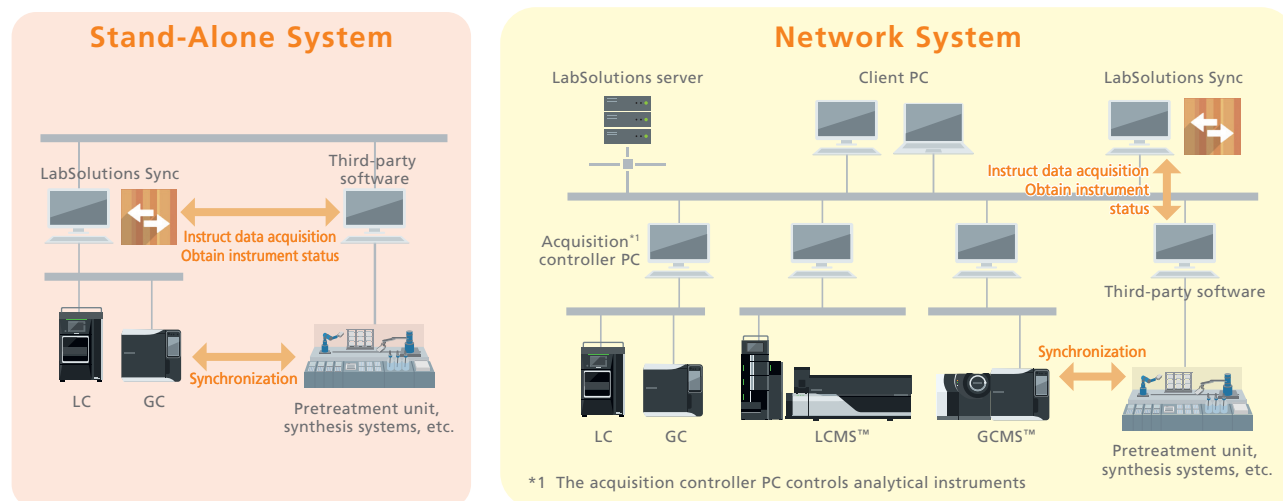 Stand-Alone System
LabSolutions Sync
Third-party
software
Instruct data acquisition
Obtain instrument status
Synchronization
LC
GC
Pretreatment unit,
synthesis systems, etc.
Network System
LabSolutions server
Client PC
LabSolutions Sync
Instruct data acquisition
Obtain instrument
status
Acquisition*1
controller PC
Third-party software
Synchronization
LC
GC
LCMS™
GCMS™
Pretreatment unit,
synthesis systems, etc.
*1 The acquisition controller PC controls analytical instruments